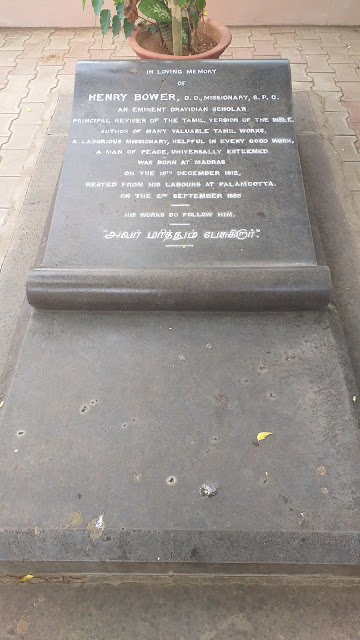 IN LOVING MEMORY
OF
HENRY BOWER, D.D., MISSIONARY, S.P.G.
AN EMINENT DRAVIDIAN SCHOLAR
PRINCIPAL REVISER OF THE TAMIL VERSION OF THE BIBLE,
AUTHOR OF MANY VALUABLE TAMIL WORKS,
A LABORIOUS MISSIONARY, HELPFUL IN EVERY GOOD WORK,
A MAN OF PEACE, UNIVERSALLY ESTEEMED.
WAS BORN AT MADRAS
ON THE 19TH DECEMBER 1812,
RESTED FROM HIS LABOURS AT PALAMCOTTA,
ON THE 2ND SEPTEMBER
HIS WORKS DO FOLLOW HIM.
"அவர் மரித்தும் பேசுகிறார்."